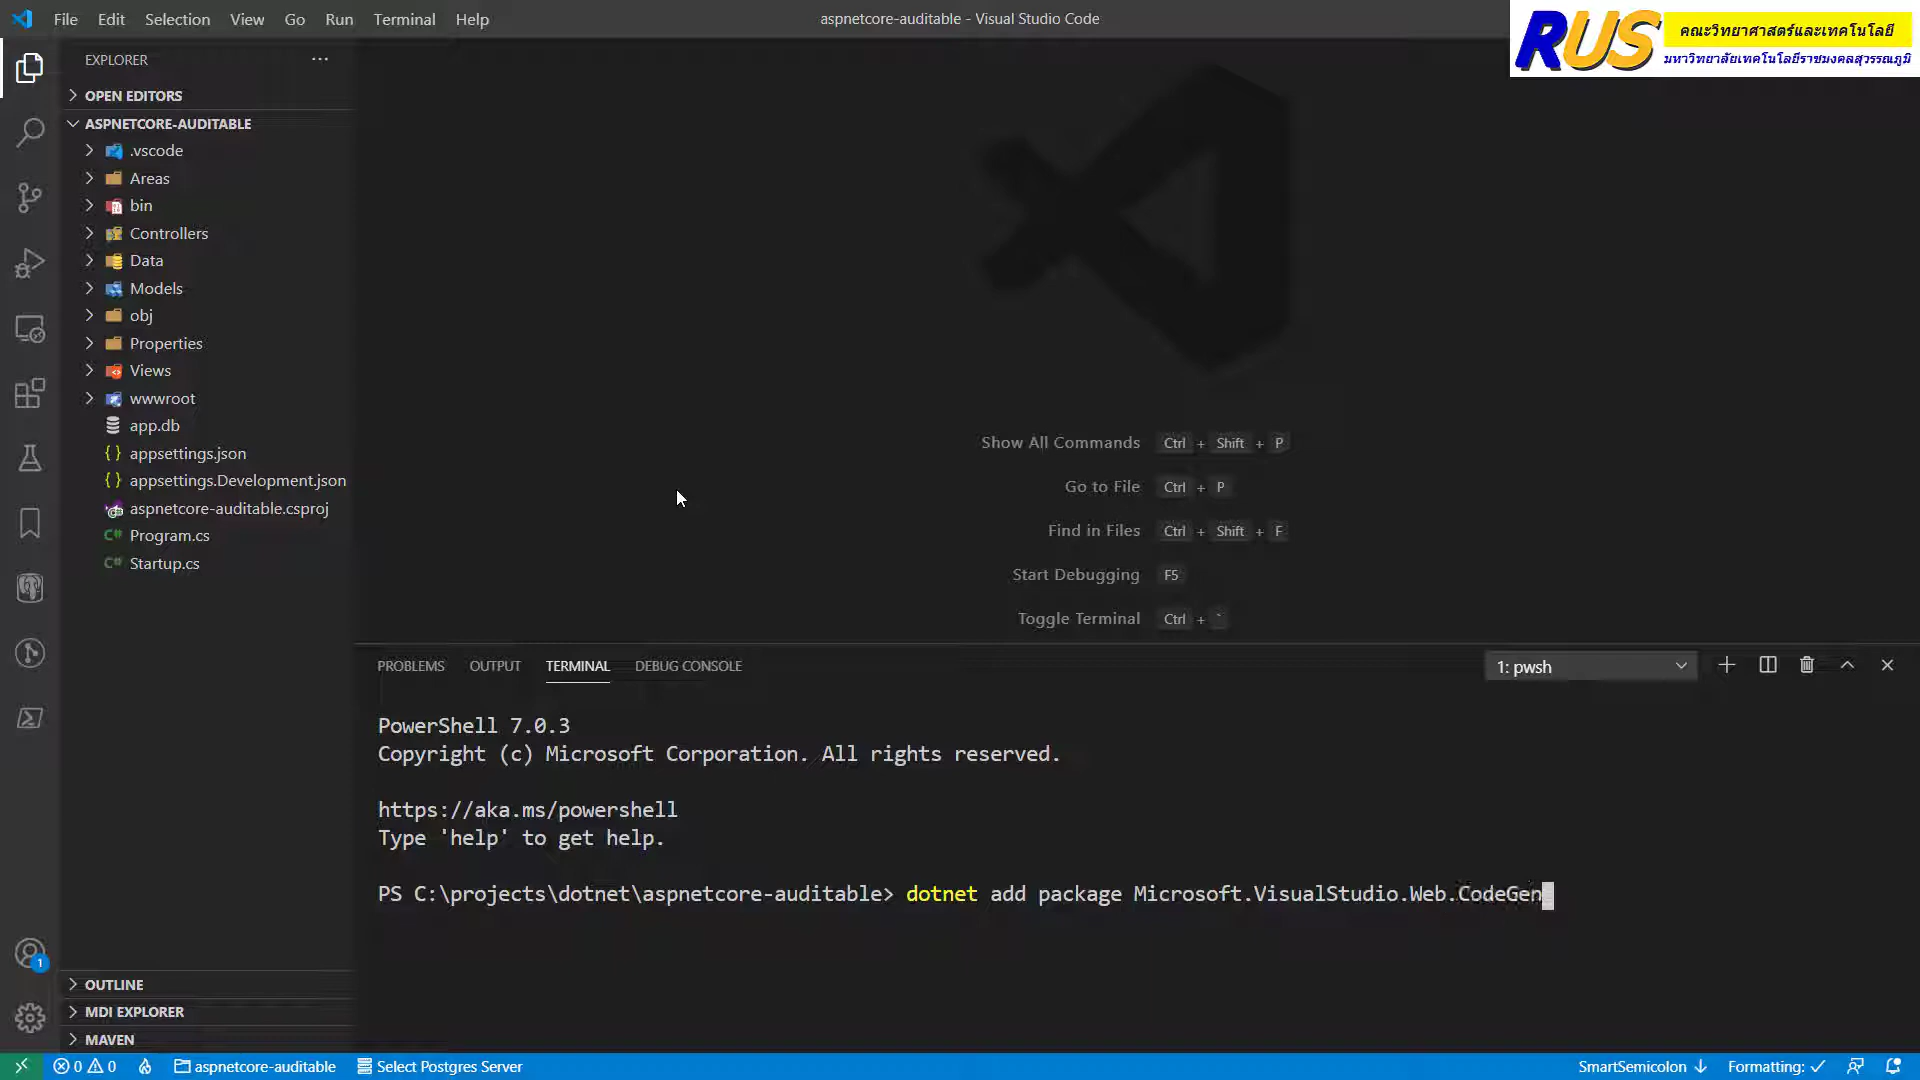 File Edit Selection View Go Run Terminal Help
aspnetcore-auditable - Visual Studio Code
RUS คณะวิทยาศาสตร์และเทคโนโลยี
มหาวิทยาลัยเทคโนโลยีราชมงคลสุวรรณภูมิ
EXPLORER
OPEN EDITORS
ASPNETCORE-AUDITABLE
.vscode
Areas
bin
Controllers
Data
Models
obj
Properties
Views
wwwroot
app.db
appsettings.json
appsettings.Development.json
aspnetcore-auditable.csproj
Program.cs
Startup.cs
OUTLINE
MDI EXPLORER
MAVEN
Show All Commands Ctrl + Shift + P
Go to File Ctrl + P
Find in Files Ctrl + Shift + F
Start Debugging F5
Toggle Terminal Ctrl + `
PROBLEMS OUTPUT TERMINAL DEBUG CONSOLE
1: pwsh
PowerShell 7.0.3
Copyright (c) Microsoft Corporation. All rights reserved.
https://aka.ms/powershell
Type 'help' to get help.
PS C:\projects\dotnet\aspnetcore-auditable> dotnet add package Microsoft.VisualStudio.Web.CodeGen
1
0 0 aspnetcore-auditable Select Postgres Server
SmartSemicolon ↓ Formatting: ✓